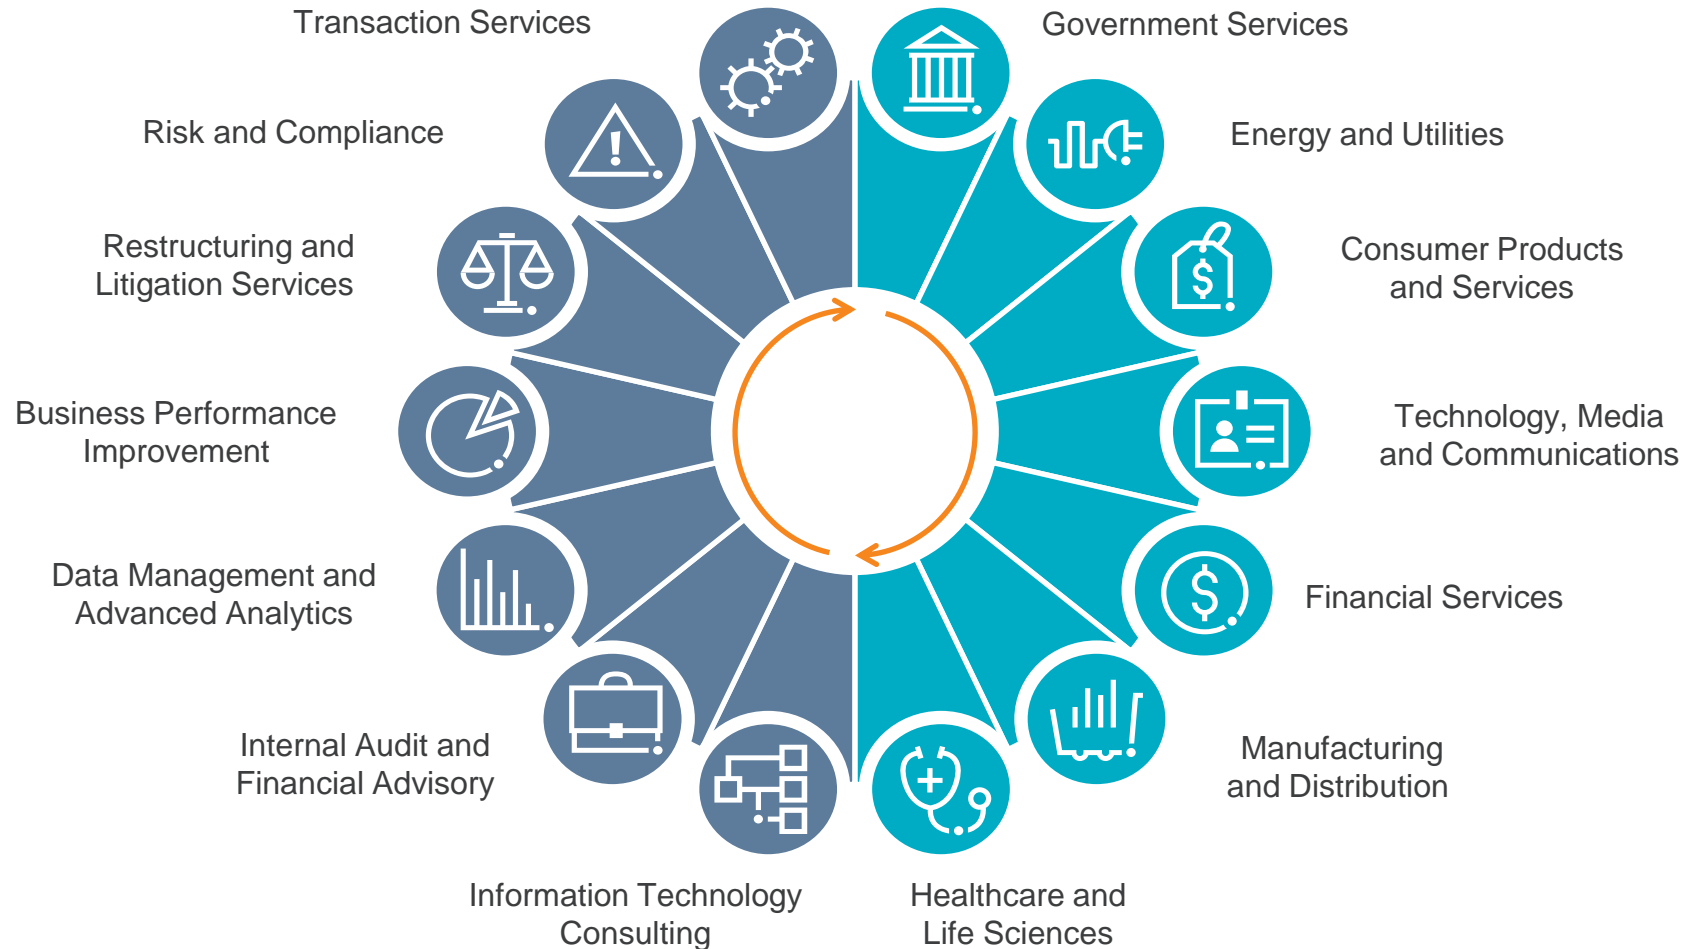 Transaction Services
Government Services
Risk and Compliance
Energy and Utilities
Restructuring and
Litigation Services
Consumer Products
and Services
Business Performance
Improvement
Technology, Media
and Communications
Data Management and
Advanced Analytics
Financial Services
Internal Audit and
Financial Advisory
Manufacturing
and Distribution
Information Technology
Consulting
Healthcare and
Life Sciences